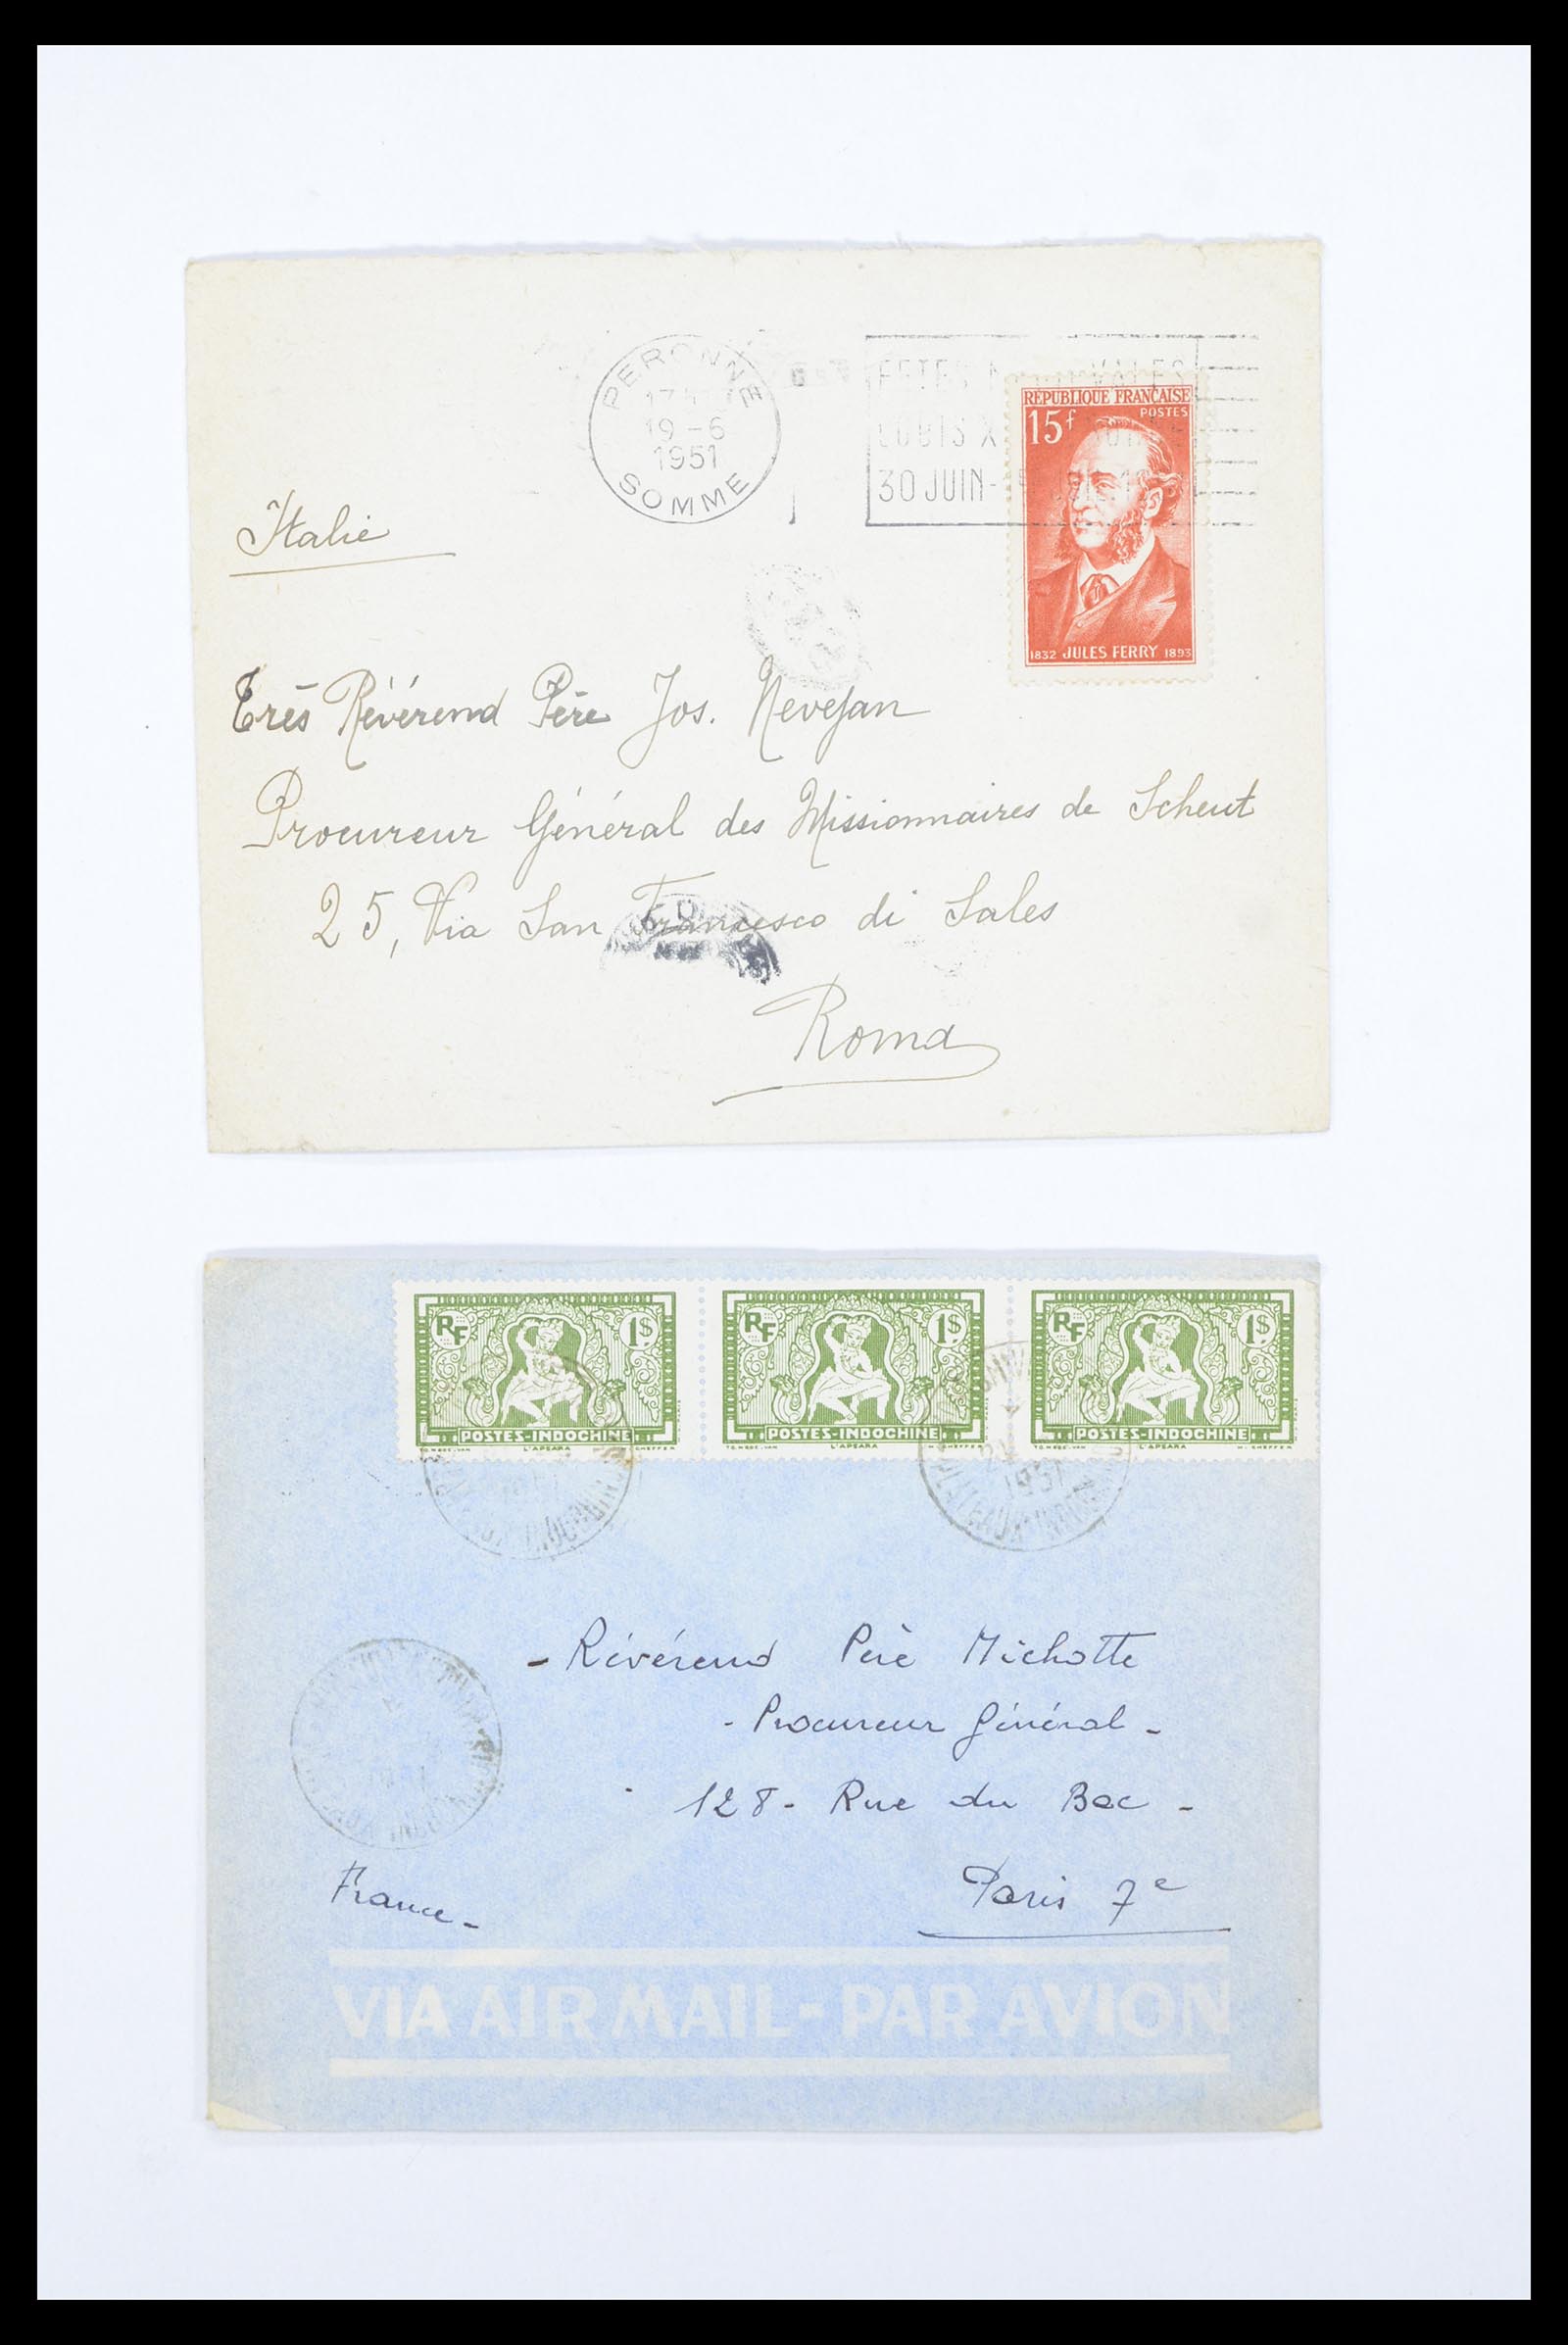 PERONNE
19-6
1951
SOMME
30 JUIN-
RÉPUBLIQUE FRANÇAISE
POSTES
15f
1832 JULES FERRY 1893
Italie
Très Révérend Père Jos. Nevejan
Procureur Général des Missionnaires de Scheut
25, Via San Francesco di Sales
Roma
RF 1$
POSTES-INDOCHINE
L'APSARA
RF 1$
POSTES-INDOCHINE
L'APSARA
RF 1$
POSTES-INDOCHINE
L'APSARA
1951
- Révérend Père Michotte
- Procureur Général -
128 - Rue du Bac -
Paris 7e
France -
VIA AIR MAIL - PAR AVION